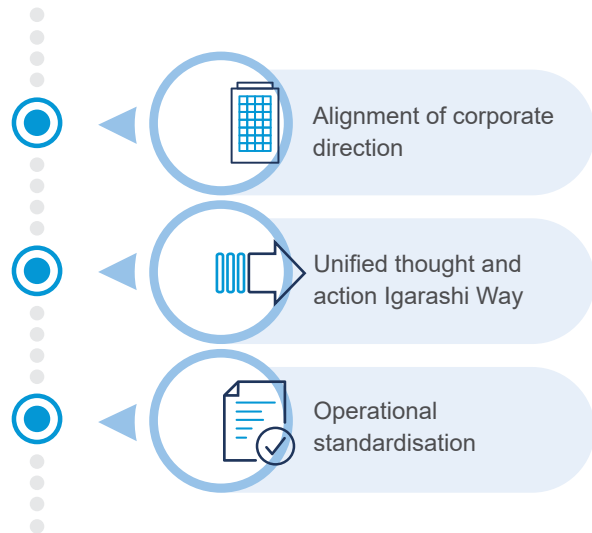 Alignment of corporate
direction
Unified thought and
action Igarashi Way
Operational
standardisation